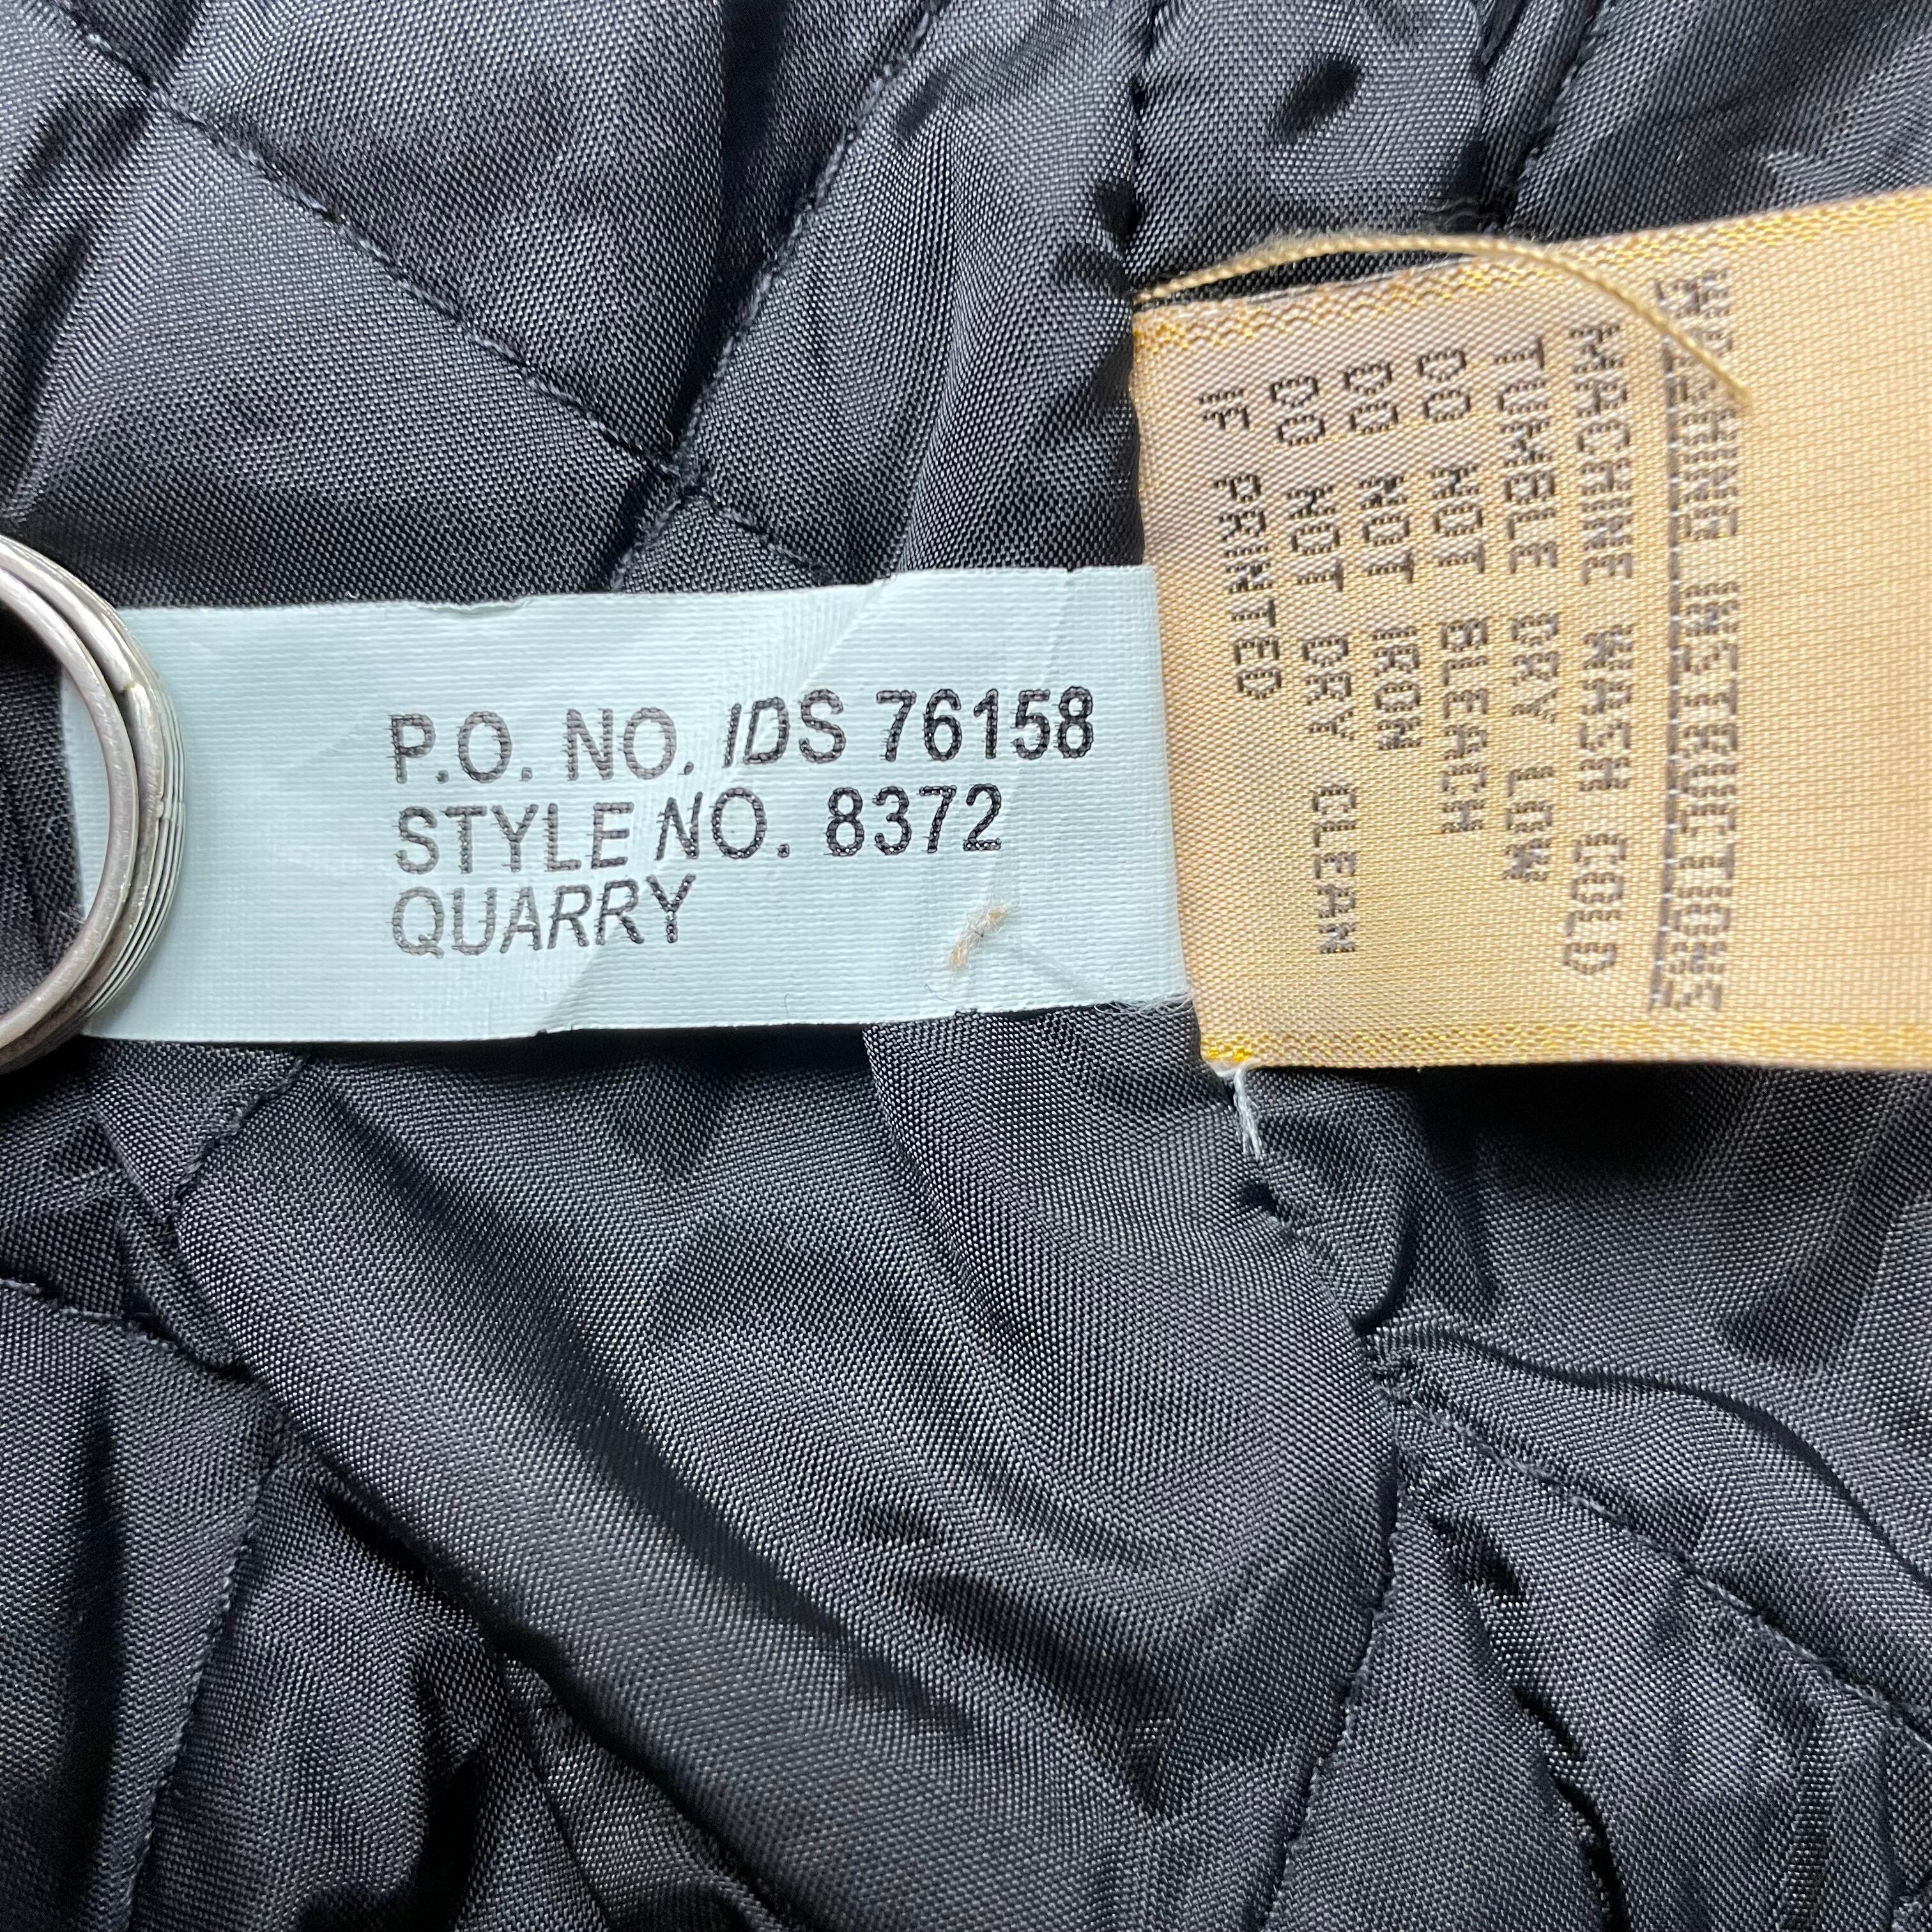 P.O. NO. IDS 76158
STYLE NO. 8372
QUARRY
WASHING INSTRUCTIONS
MACHINE WASH COLD
TUMBLE DRY LOW
DO NOT BLEACH
DO NOT IRON
DO NOT DRY CLEAN
IF PRINTED